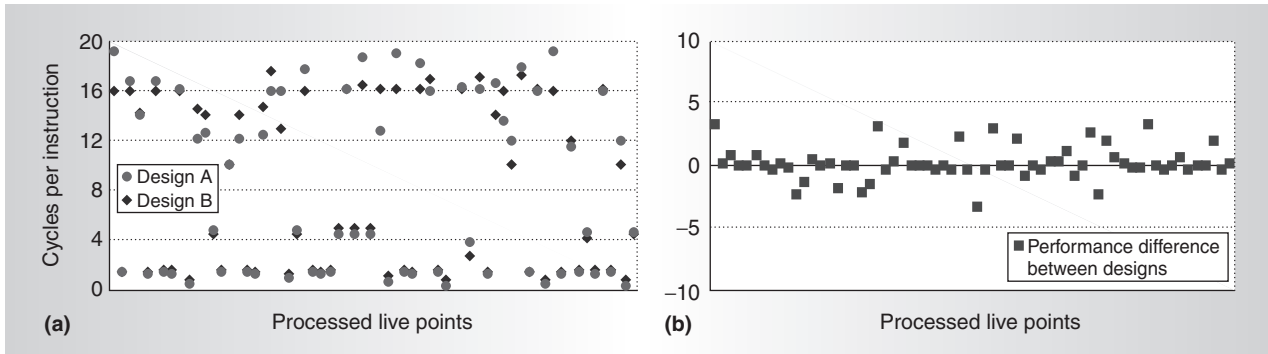 20
16
12
8
4
0
Cycles per instruction
Design A
Design B
(a)
Processed live points
10
5
0
−5
−10
Performance difference
between designs
(b)
Processed live points